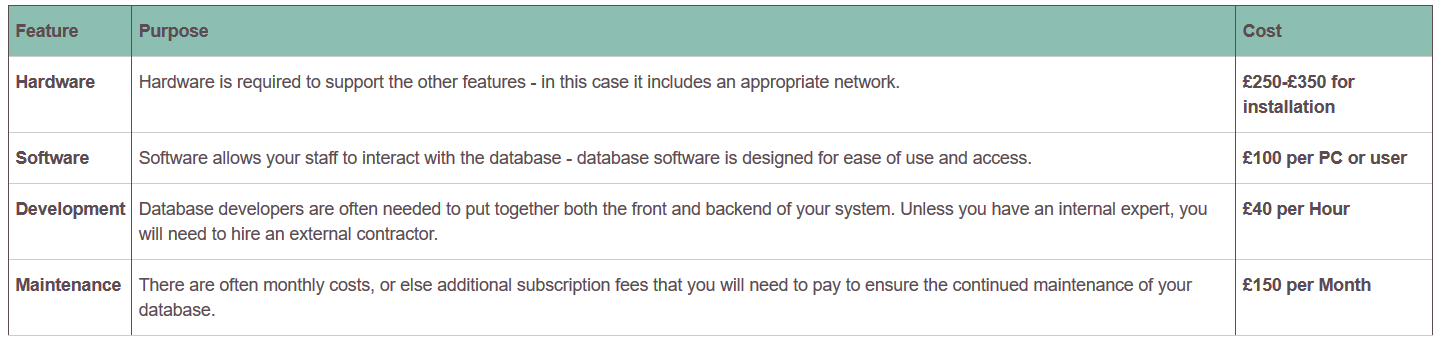 Feature Purpose Cost
Hardware Hardware is required to support the other features - in this case it includes an appropriate network. £250-£350 for
installation
Software Software allows your staff to interact with the database - database software is designed for ease of use and access. £100 per PC or user
Development Database developers are often needed to put together both the front and backend of your system. Unless you have an internal expert, you £40 per Hour
will need to hire an external contractor.
Maintenance There are often monthly costs, or else additional subscription fees that you will need to pay to ensure the continued maintenance of your £150 per Month
database.